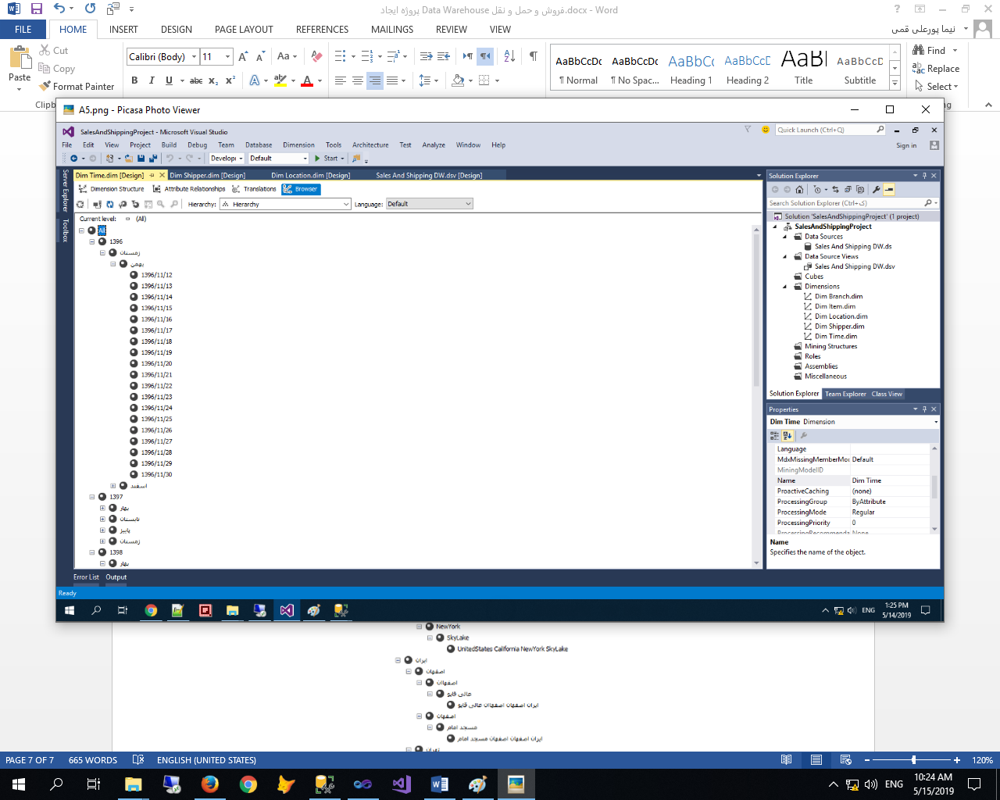 پروژه ایجاد Data Warehouse فروش و حمل و نقل.docx - Word
FILE HOME INSERT DESIGN PAGE LAYOUT REFERENCES MAILINGS REVIEW VIEW نیما پورعلی قمی
Paste
Cut
Copy
Format Painter
Calibri (Body) 11
AaBbCcDc AaBbCcDc AaBbCc AaBbCcC AaBl AaBbCcD
¶ Normal ¶ No Spac... Heading 1 Heading 2 Title Subtitle
Find
Replace
Select
A5.png - Picasa Photo Viewer
SalesAndShippingProject - Microsoft Visual Studio
Quick Launch (Ctrl+Q)
File Edit View Project Build Debug Team Database Dimension Tools Architecture Test Analyze Window Help
Sign in
Developi Default Start
Server Explorer
Toolbox
Dim Time.dim [Design] Dim Shipper.dim [Design] Dim Location.dim [Design] Sales And Shipping DW.dsv [Design]
Dimension Structure Attribute Relationships Translations Browser
Hierarchy: Hierarchy Language: Default
Current level: (All)
All
1396
زمستان
بهمن
1396/11/12
1396/11/13
1396/11/14
1396/11/15
1396/11/16
1396/11/17
1396/11/18
1396/11/19
1396/11/20
1396/11/21
1396/11/22
1396/11/23
1396/11/24
1396/11/25
1396/11/26
1396/11/27
1396/11/28
1396/11/29
1396/11/30
اسفند
1397
بهار
تابستان
پاییز
زمستان
1398
بهار
Solution Explorer
Search Solution Explorer (Ctrl+ک)
Solution 'SalesAndShippingProject' (1 project)
SalesAndShippingProject
Data Sources
Sales And Shipping DW.ds
Data Source Views
Sales And Shipping DW.dsv
Cubes
Dimensions
Dim Branch.dim
Dim Item.dim
Dim Location.dim
Dim Shipper.dim
Dim Time.dim
Mining Structures
Roles
Assemblies
Miscellaneous
Solution Explorer Team Explorer Class View
Properties
Dim Time Dimension
Language
MdxMissingMemberMo Default
MiningModelID
Name Dim Time
ProactiveCaching (none)
ProcessingGroup ByAttribute
ProcessingMode Regular
ProcessingPriority 0
ProcessingRecommenda None
Name
Specifies the name of the object.
Error List Output
Ready
ENG
1:25 PM
5/14/2019
NewYork
SkyLake
UnitedStates California NewYork SkyLake
ایران
اصفهان
اصفهاان
عالی قاپو
ایران اصفهان اصفهاان عالی قاپو
اصفهان
مسجد امام
ایران اصفهان اصفهان مسجد امام
تهران
PAGE 7 OF 7 665 WORDS ENGLISH (UNITED STATES) 120%
ENG
10:24 AM
5/15/2019